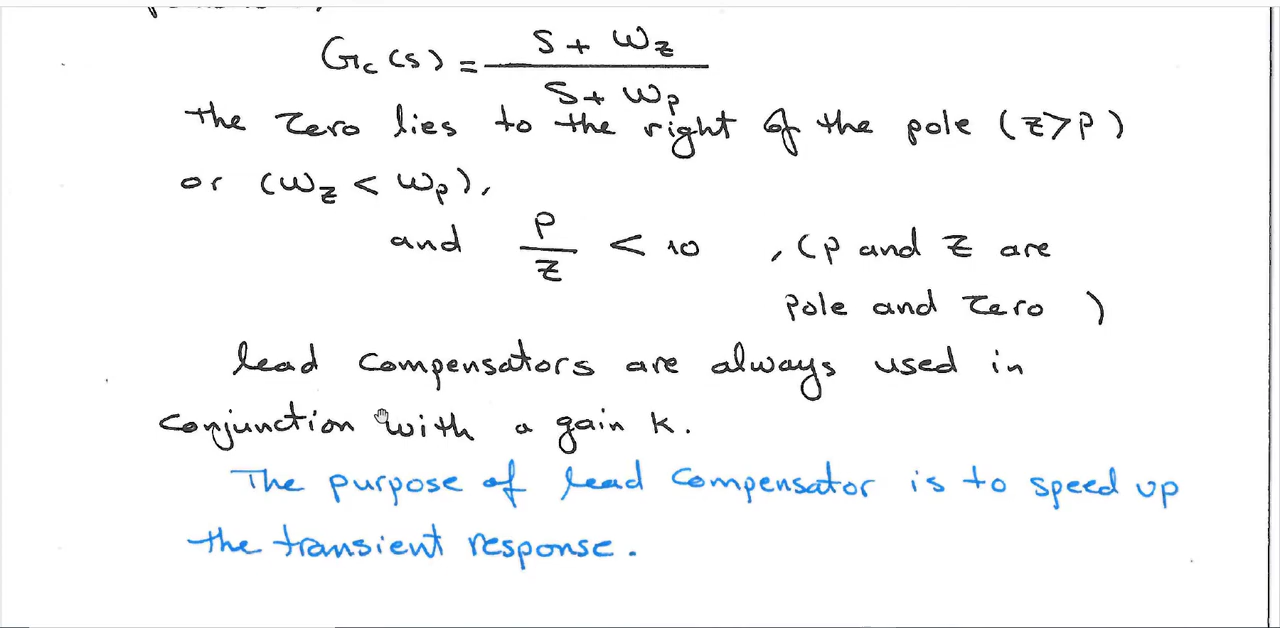 Gc(s) = S + ωz / S + ωp
the zero lies to the right of the pole (z>p)
or (ωz < ωp),
and P/z < 10 , (p and z are
pole and zero )
lead compensators are always used in
conjunction with a gain k.
The purpose of lead compensator is to speed up
the transient response.